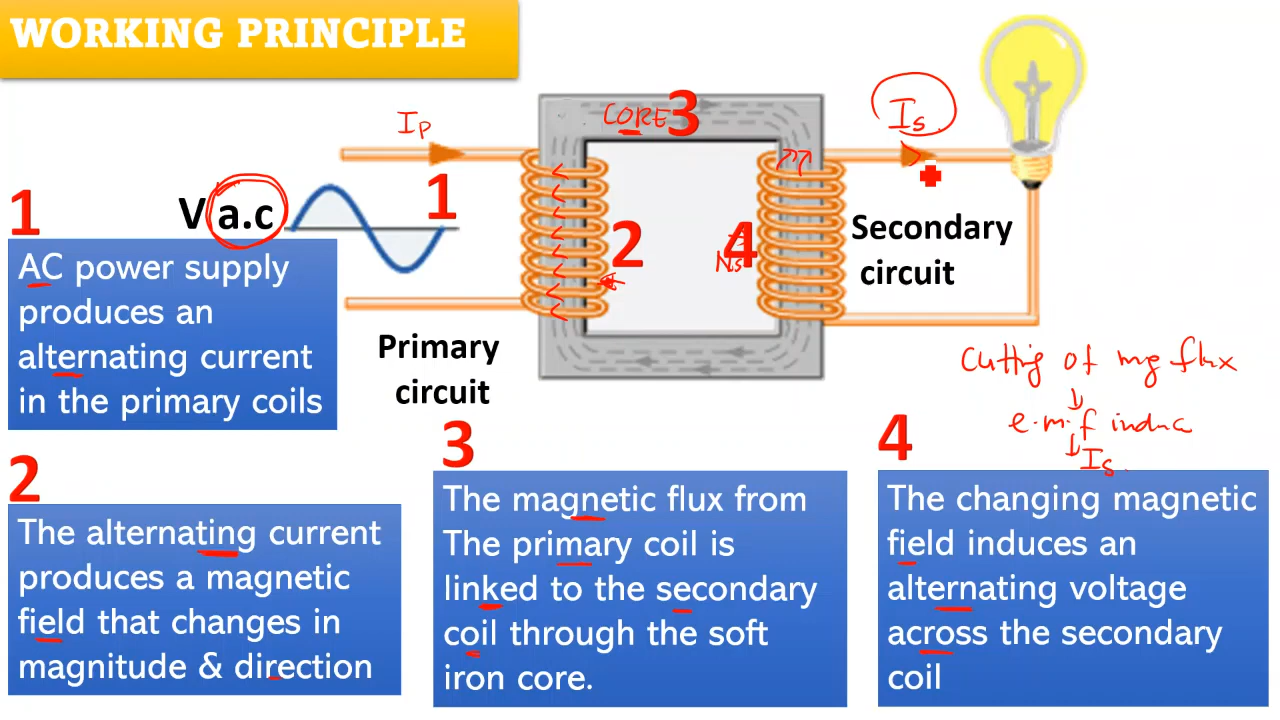 WORKING PRINCIPLE
Ip
CORE 3
Is
1
V a.c
1
2
4
Ns
Secondary
circuit
AC power supply
produces an
alternating current
in the primary coils
Primary
circuit
Cutting of mg flux
e.m.f induce
Is
2
The alternating current
produces a magnetic
field that changes in
magnitude & direction
3
The magnetic flux from
The primary coil is
linked to the secondary
coil through the soft
iron core.
4
The changing magnetic
field induces an
alternating voltage
across the secondary
coil